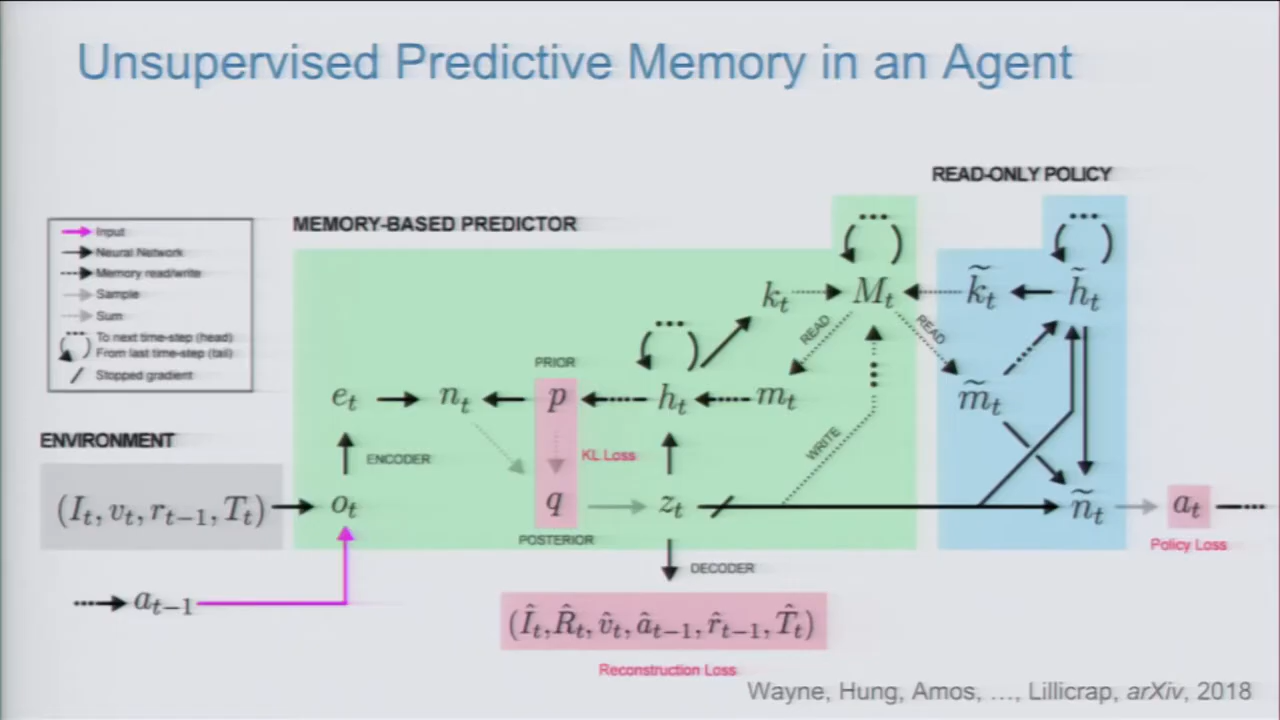 Unsupervised Predictive Memory in an Agent
READ-ONLY POLICY
MEMORY-BASED PREDICTOR
Input
Neural Network
Memory read/write
Sample
Sum
To next time-step (head)
From last time-step (tail)
Stopped gradient
k_t
M_t
k̃_t
h̃_t
READ
READ
PRIOR
e_t
n_t
p
h_t
m_t
m̃_t
ENVIRONMENT
ENCODER
KL Loss
WRITE
(I_t, v_t, r_{t−1}, T_t)
o_t
q
z_t
ñ_t
a_t
POSTERIOR
Policy Loss
DECODER
a_{t−1}
(Î_t, R̂_t, v̂_t, â_{t−1}, r̂_{t−1}, T̂_t)
Reconstruction Loss
Wayne, Hung, Amos, …, Lillicrap, arXiv, 2018